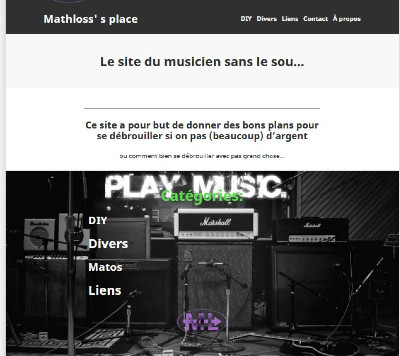 Mathloss' s place
DIY Divers Liens Contact À propos
Le site du musicien sans le sou...
Ce site a pour but de donner des bons plans pour
se débrouiller si on pas (beaucoup) d'argent
ou comment bien se débrouiller avec pas grand chose...
PLAY MUSIC.
Catégories:
Marshall
Marshall
DIY
Divers
Matos
Liens
ML